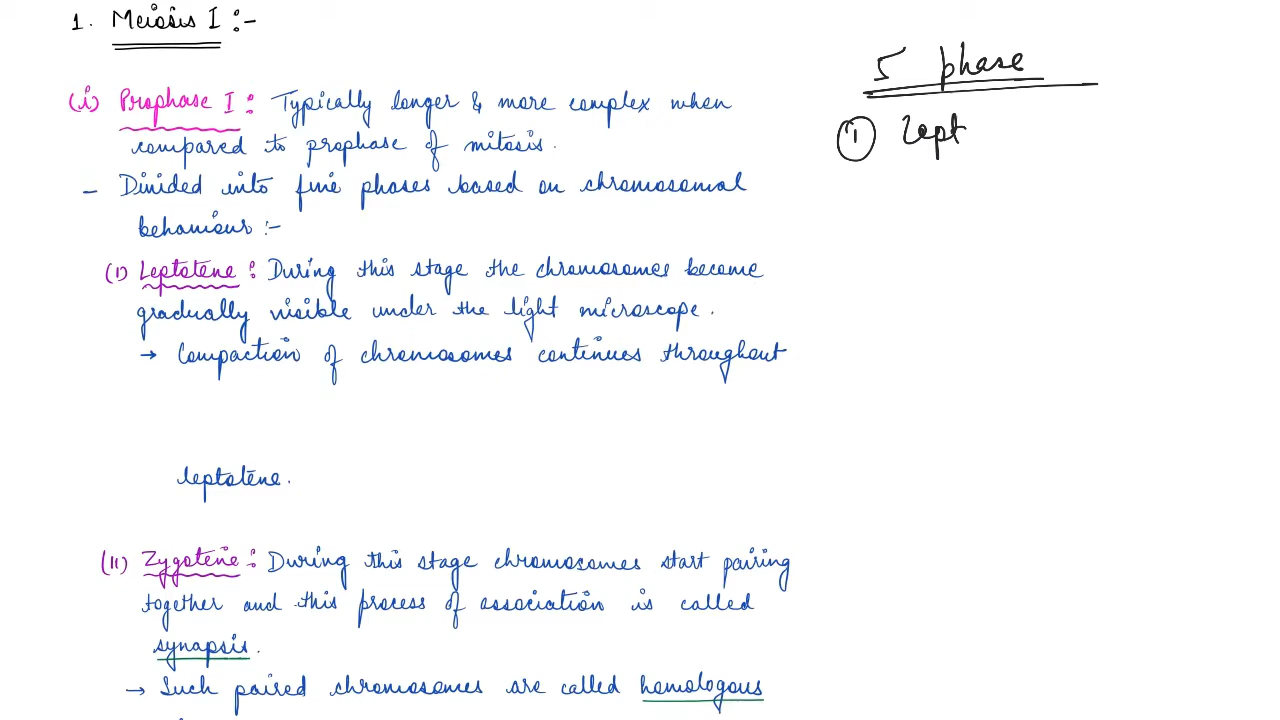 1. Meiosis I :-
(i) Prophase I : Typically longer & more complex when
compared to prophase of mitosis.
- Divided into five phases based on chromosomal
behaviour :-
(I) Leptotene : During this stage the chromosomes become
gradually visible under the light microscope.
→ Compaction of chromosomes continues throughout
leptotene.
(II) Zygotene : During this stage chromosomes start pairing
together and this process of association is called
synapsis.
→ Such paired chromosomes are called homologous
5 phase
① Lept